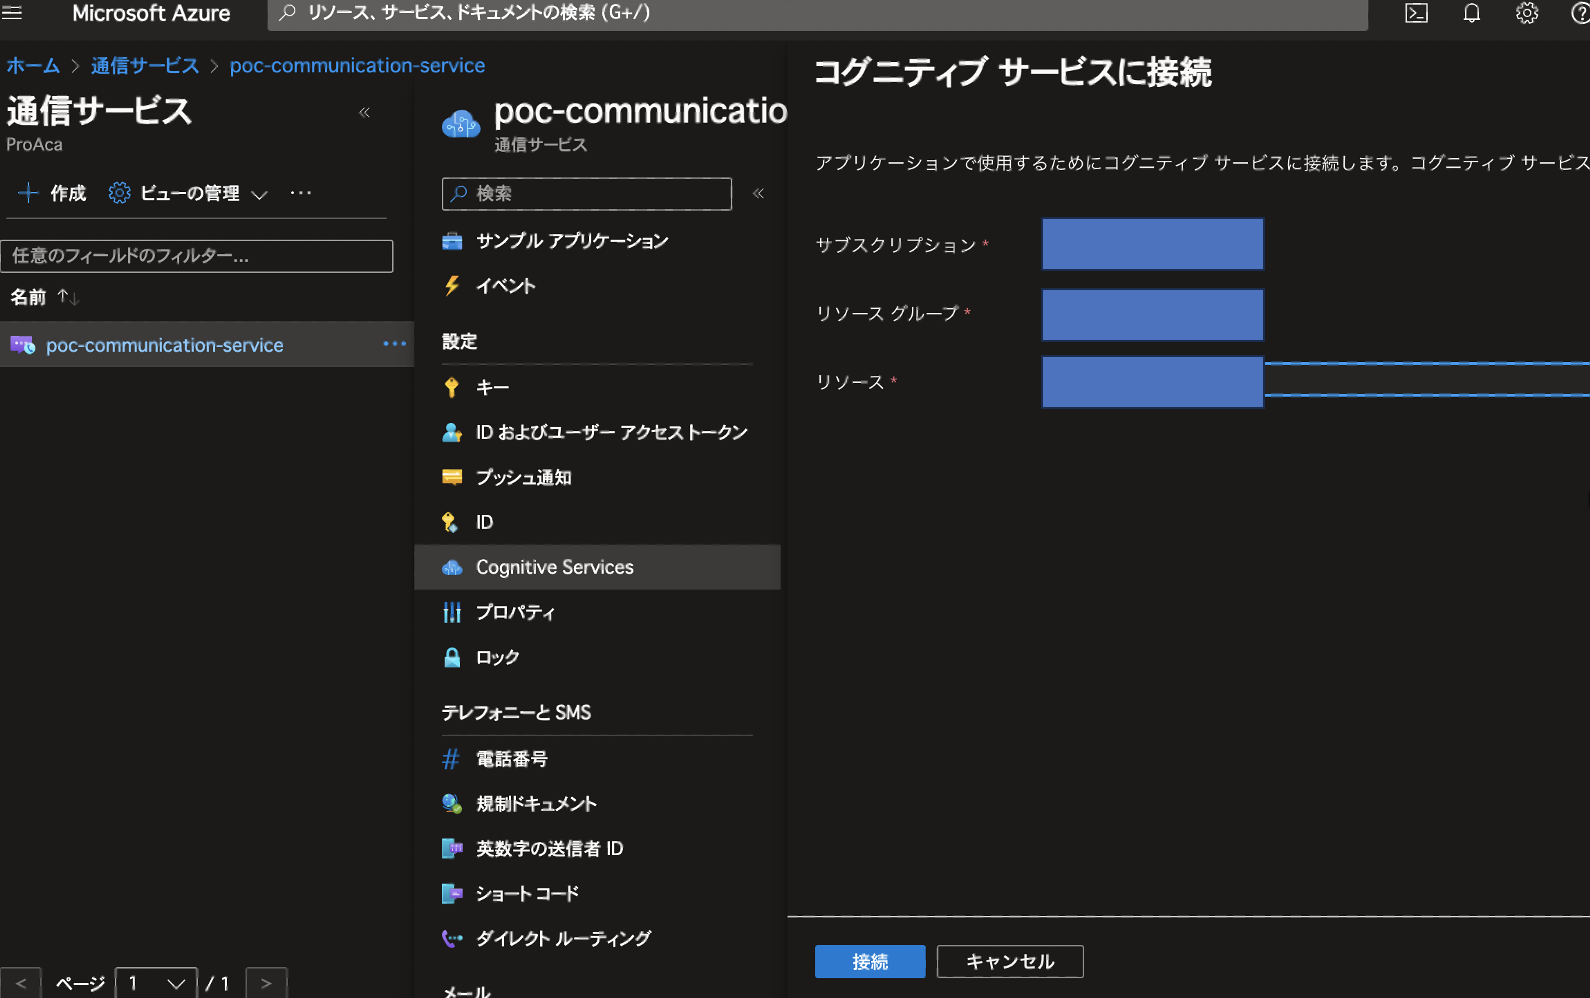 Microsoft Azure
リソース、サービス、ドキュメントの検索 (G+/)
ホーム > 通信サービス > poc-communication-service
通信サービス
ProAca
作成
ビューの管理
任意のフィールドのフィルター...
名前
poc-communication-service
ページ 1 / 1
poc-communicatio
通信サービス
検索
サンプル アプリケーション
イベント
設定
キー
ID およびユーザー アクセス トークン
プッシュ通知
ID
Cognitive Services
プロパティ
ロック
テレフォニーと SMS
電話番号
規制ドキュメント
英数字の送信者 ID
ショート コード
ダイレクト ルーティング
メール
コグニティブ サービスに接続
アプリケーションで使用するためにコグニティブ サービスに接続します。コグニティブ サービス
サブスクリプション *
リソース グループ *
リソース *
接続
キャンセル